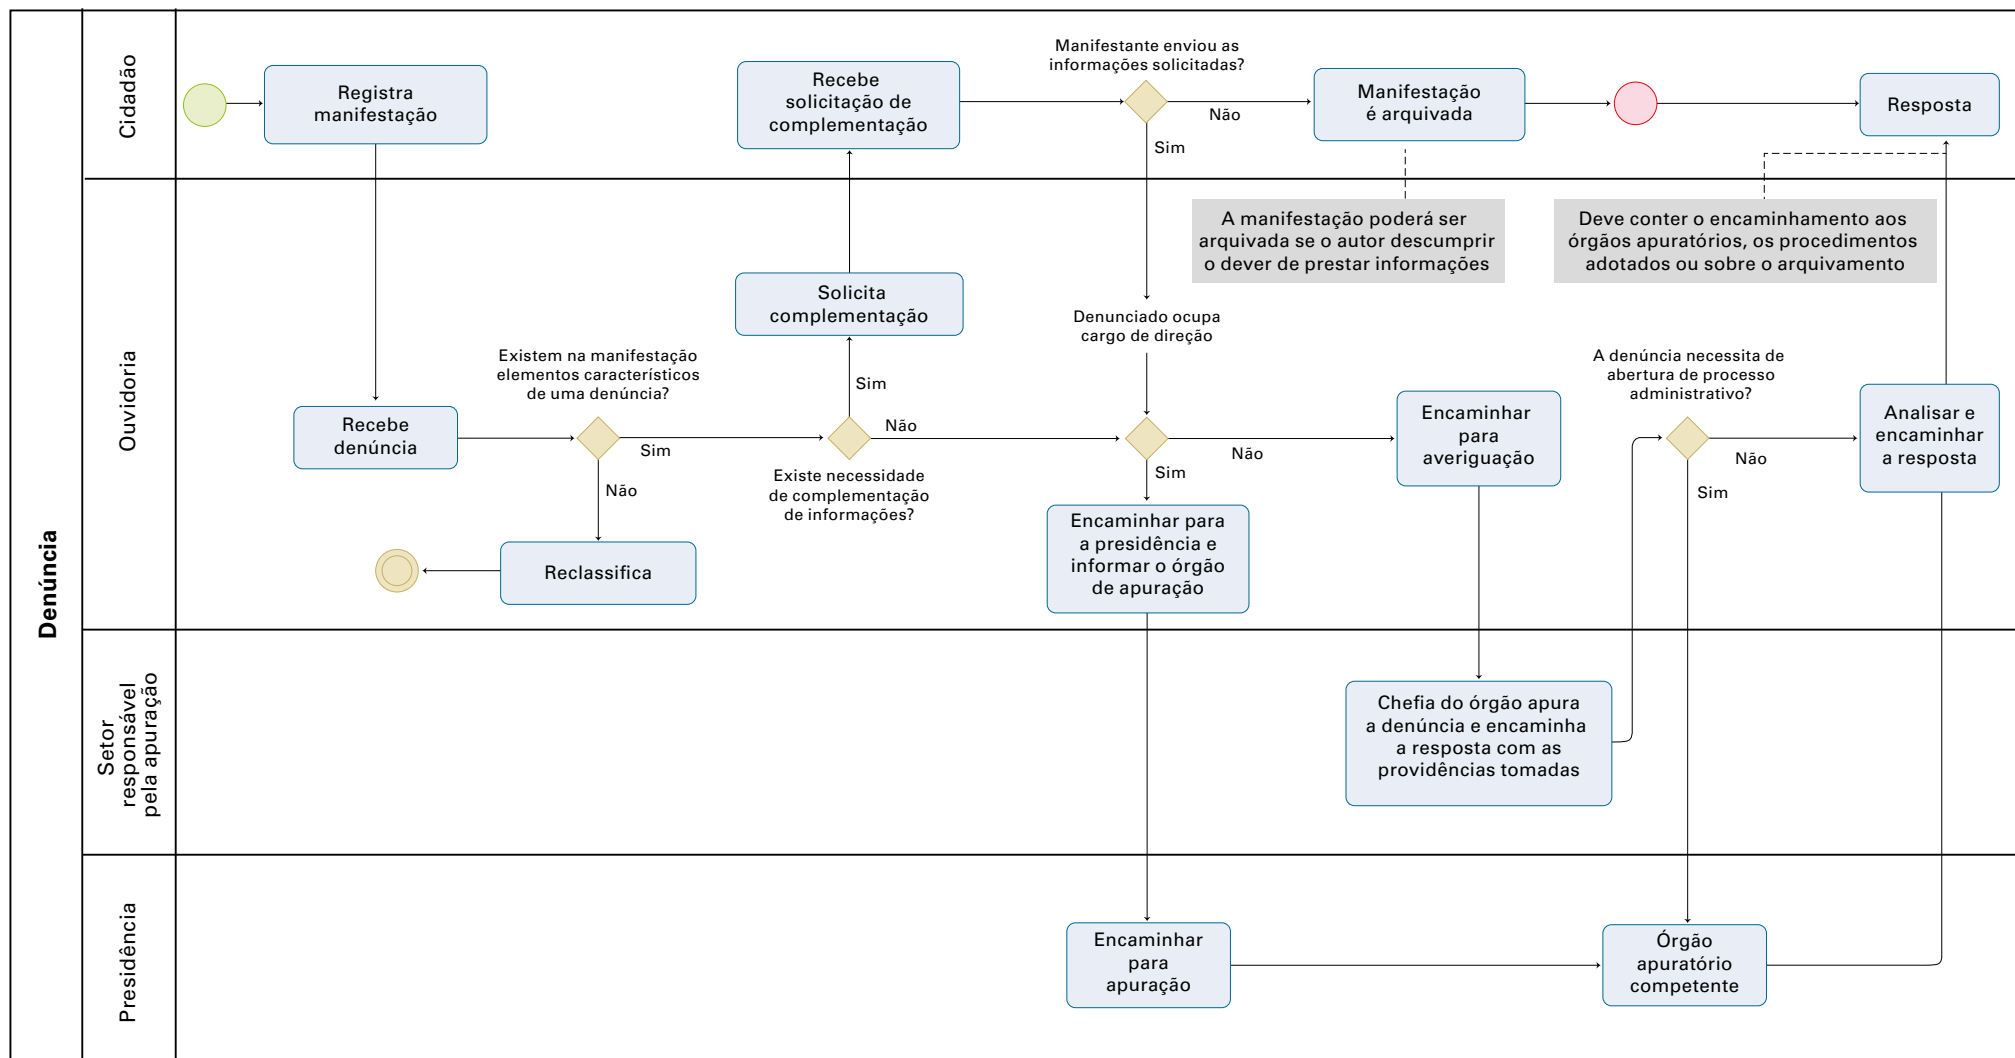 Denúncia
Cidadão
Registra
manifestação
Recebe
solicitação de
complementação
Manifestante enviou as
informações solicitadas?
Não
Sim
Manifestação
é arquivada
Resposta
Ouvidoria
A manifestação poderá ser
arquivada se o autor descumprir
o dever de prestar informações
Deve conter o encaminhamento aos
órgãos apuratórios, os procedimentos
adotados ou sobre o arquivamento
Solicita
complementação
Denunciado ocupa
cargo de direção
Existem na manifestação
elementos característicos
de uma denúncia?
Recebe
denúncia
Sim
Não
Reclassifica
Sim
Não
Existe necessidade
de complementação
de informações?
Não
Sim
Encaminhar para
a presidência e
informar o órgão
de apuração
Encaminhar
para
averiguação
A denúncia necessita de
abertura de processo
administrativo?
Não
Sim
Analisar e
encaminhar
a resposta
Setor
responsável
pela apuração
Chefia do órgão apura
a denúncia e encaminha
a resposta com as
providências tomadas
Presidência
Encaminhar
para
apuração
Órgão
apuratório
competente